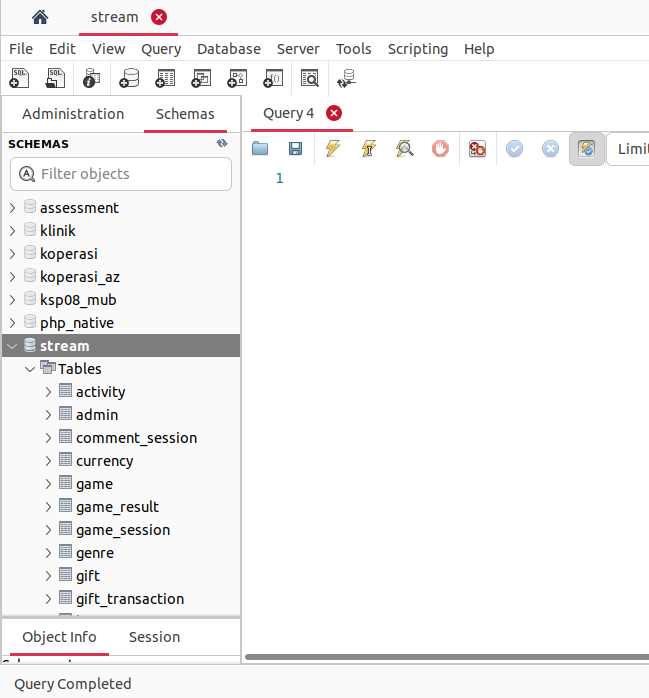 stream
File Edit View Query Database Server Tools Scripting Help
SQL SQL
Administration Schemas
Query 4
SCHEMAS
Filter objects
Limi
1
assessment
klinik
koperasi
koperasi_az
ksp08_mub
php_native
stream
Tables
activity
admin
comment_session
currency
game
game_result
game_session
genre
gift
gift_transaction
Object Info Session
Query Completed